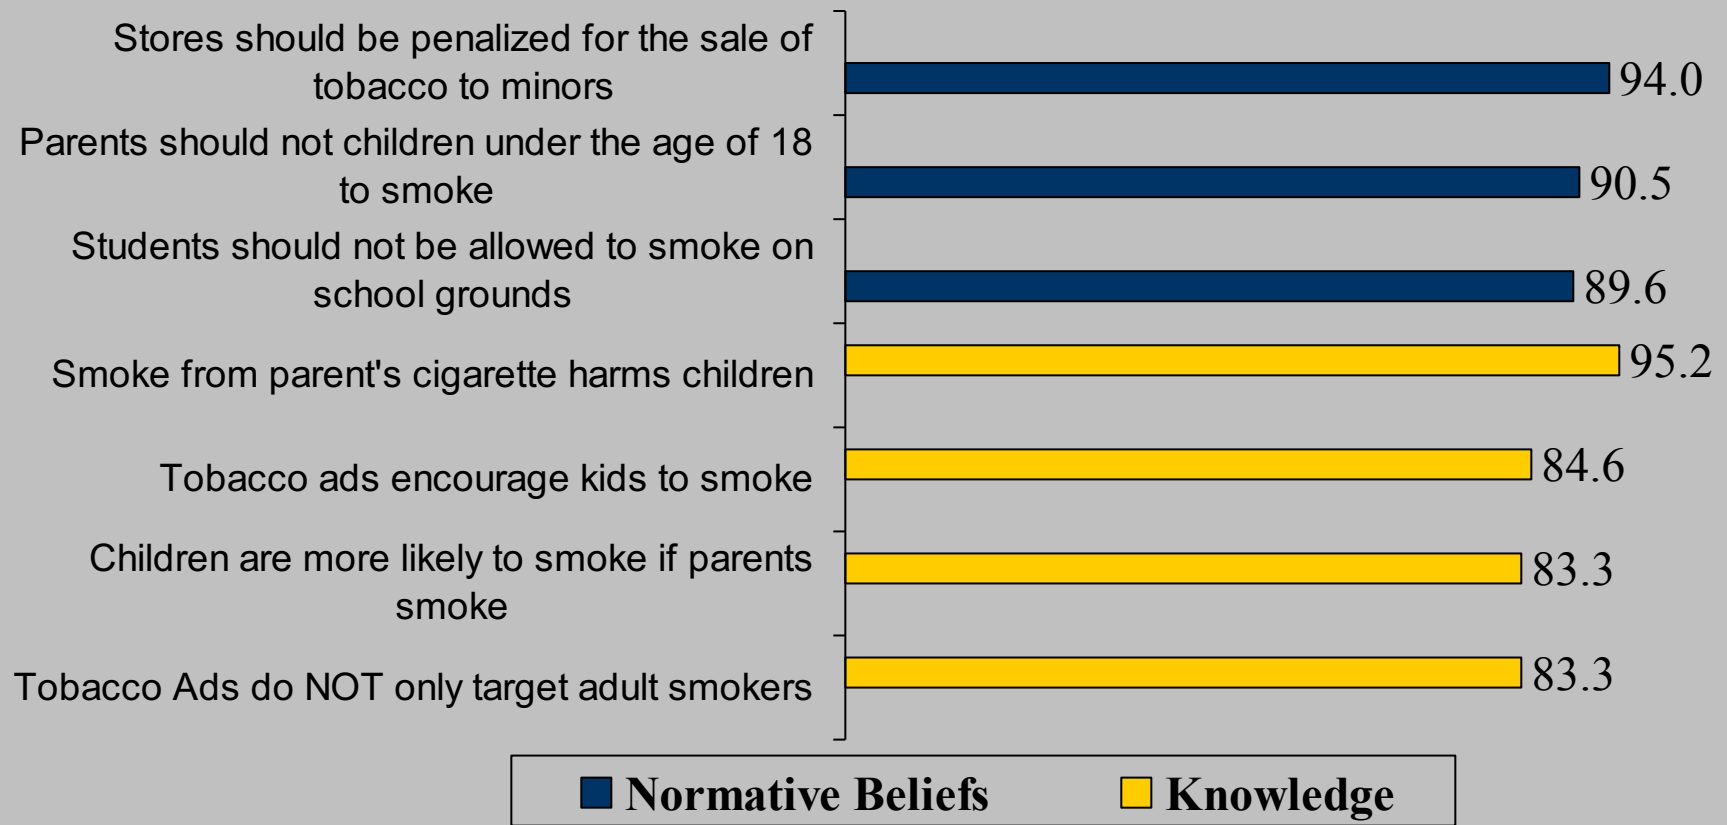 Stores should be penalized for the sale of
tobacco to minors
94.0
Parents should not children under the age of 18
to smoke
90.5
Students should not be allowed to smoke on
school grounds
89.6
Smoke from parent's cigarette harms children
95.2
Tobacco ads encourage kids to smoke
84.6
Children are more likely to smoke if parents
smoke
83.3
Tobacco Ads do NOT only target adult smokers
83.3
Normative Beliefs
Knowledge